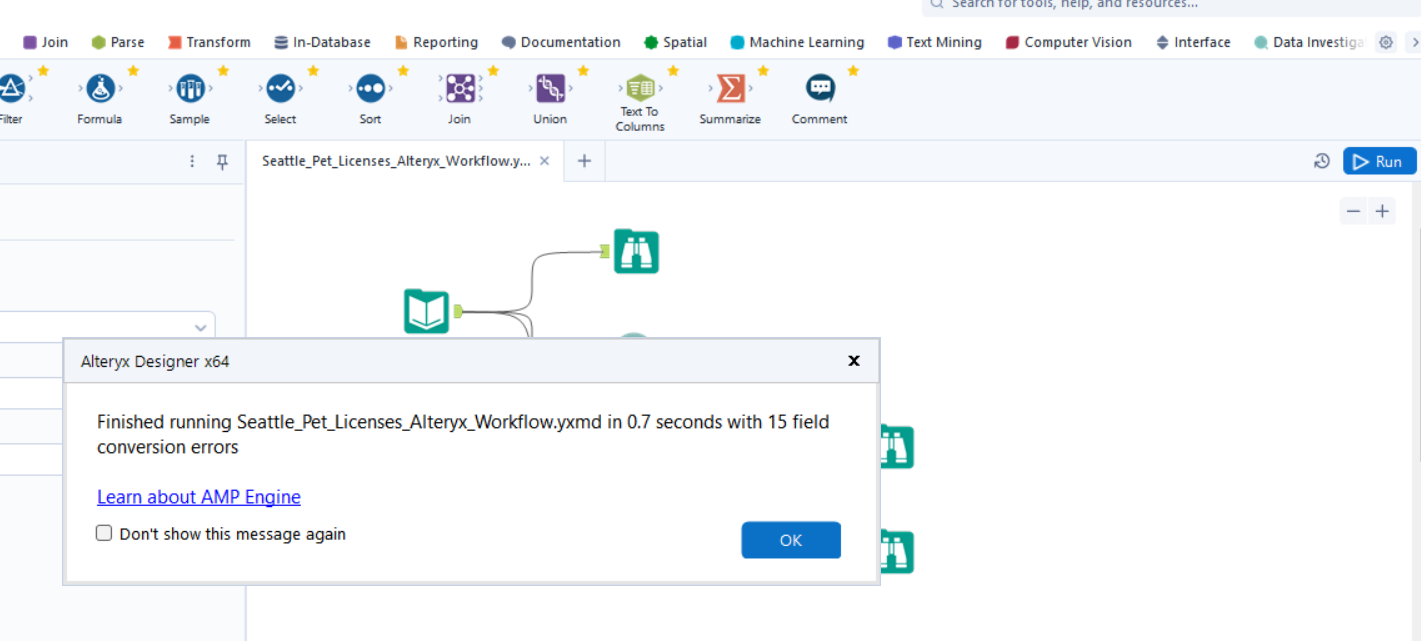 Search for tools, help, and resources...
Join Parse Transform In-Database Reporting Documentation Spatial Machine Learning Text Mining Computer Vision Interface Data Investiga
Filter Formula Sample Select Sort Join Union Text To Columns Summarize Comment
Seattle_Pet_Licenses_Alteryx_Workflow.y... Run
Alteryx Designer x64
Finished running Seattle_Pet_Licenses_Alteryx_Workflow.yxmd in 0.7 seconds with 15 field
conversion errors
Learn about AMP Engine
Don't show this message again
OK